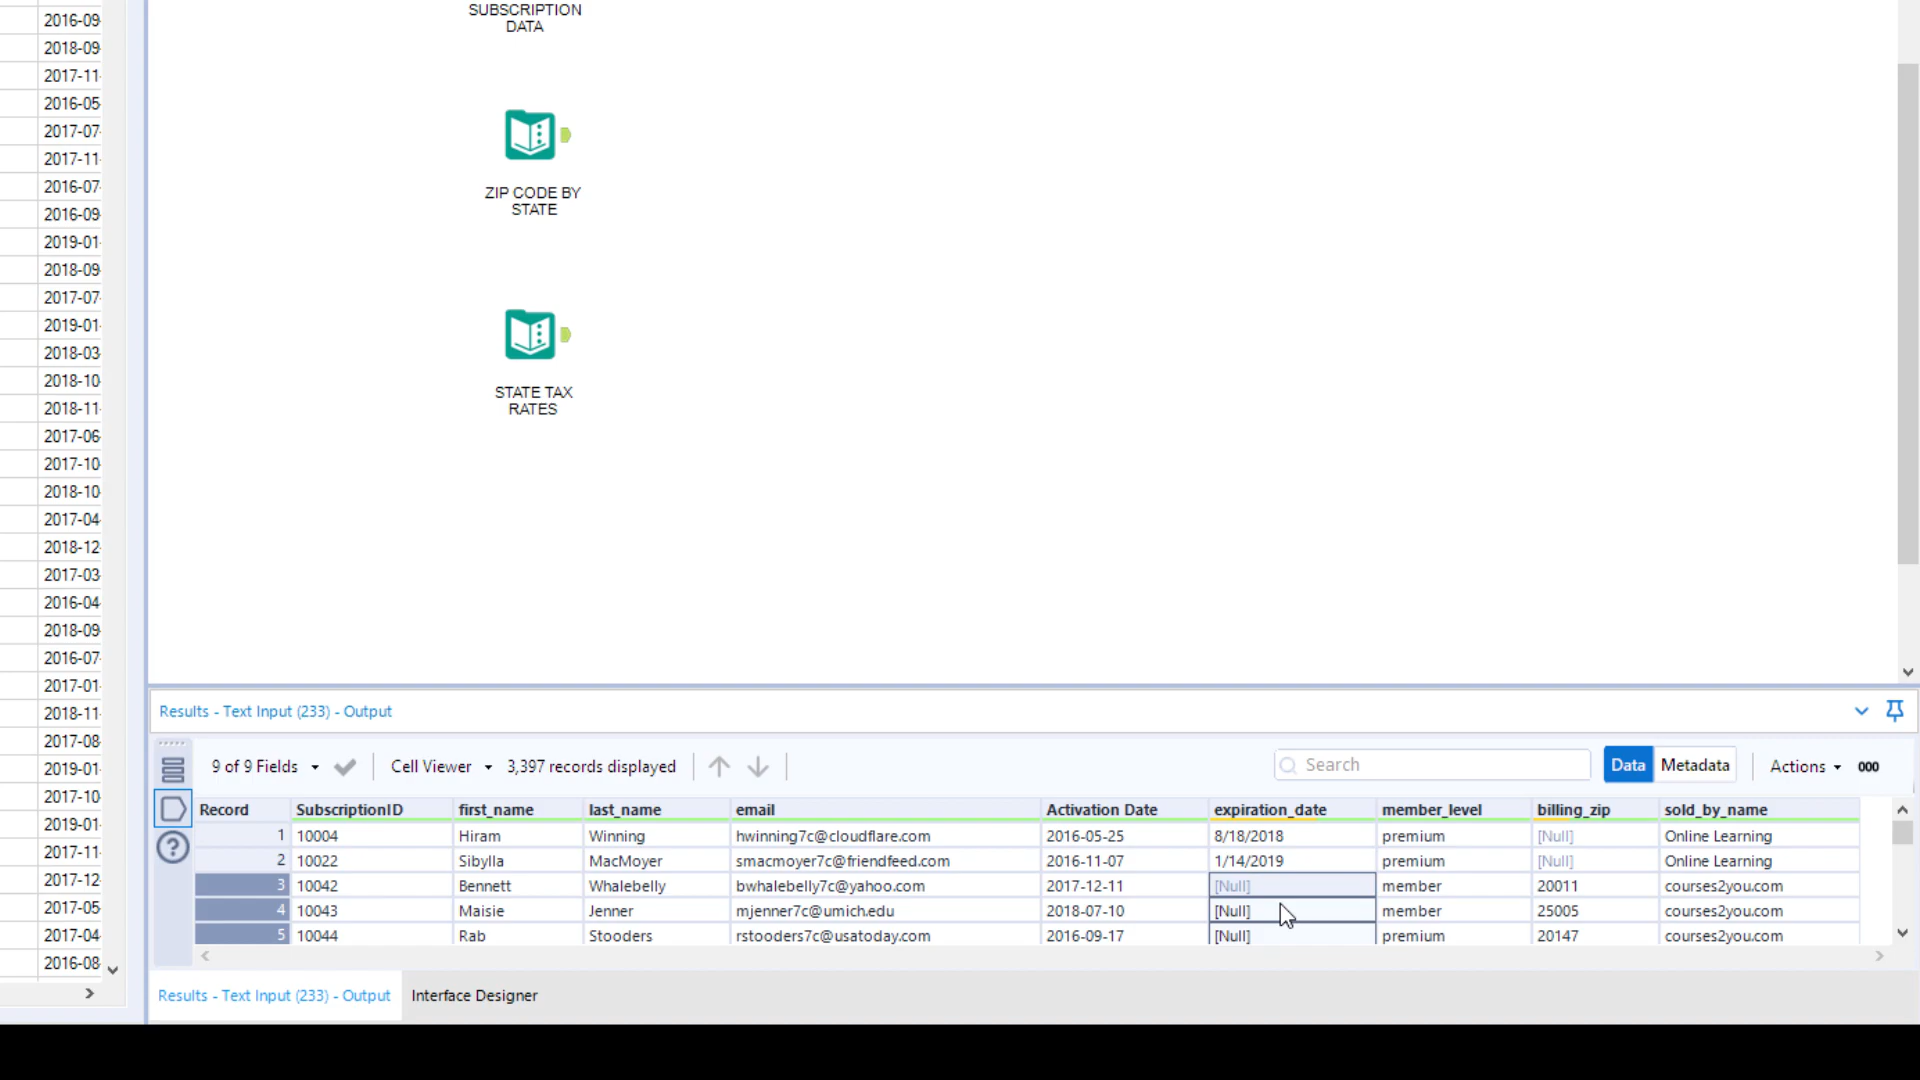 2016-09-
2018-09-
2017-11-
2016-05-
2017-07-
2017-11-
2016-07-
2016-09-
2019-01-
2018-09-
2017-07-
2019-01-
2018-03-
2018-10-
2018-11-
2017-06-
2017-10-
2018-10-
2017-04-
2018-12-
2017-03-
2016-04-
2018-09-
2016-07-
2017-01-
2018-11-
2017-08-
2019-01-
2017-10-
2019-01-
2017-11-
2017-12-
2017-05-
2017-04-
2016-08-
SUBSCRIPTION
DATA
ZIP CODE BY
STATE
STATE TAX
RATES
Results - Text Input (233) - Output
9 of 9 Fields Cell Viewer 3,397 records displayed Search Data Metadata Actions 000
Record SubscriptionID first_name last_name email Activation Date expiration_date member_level billing_zip sold_by_name
1 10004 Hiram Winning hwinning7c@cloudflare.com 2016-05-25 8/18/2018 premium [Null] Online Learning
2 10022 Sibylla MacMoyer smacmoyer7c@friendfeed.com 2016-11-07 1/14/2019 premium [Null] Online Learning
3 10042 Bennett Whalebelly bwhalebelly7c@yahoo.com 2017-12-11 [Null] member 20011 courses2you.com
4 10043 Maisie Jenner mjenner7c@umich.edu 2018-07-10 [Null] member 25005 courses2you.com
5 10044 Rab Stooders rstooders7c@usatoday.com 2016-09-17 [Null] premium 20147 courses2you.com
Results - Text Input (233) - Output Interface Designer